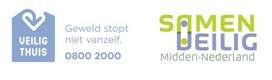 VEILIG
THUIS
Geweld stopt
niet vanzelf.
0800 2000
SAMEN
VEILIG
Midden-Nederland